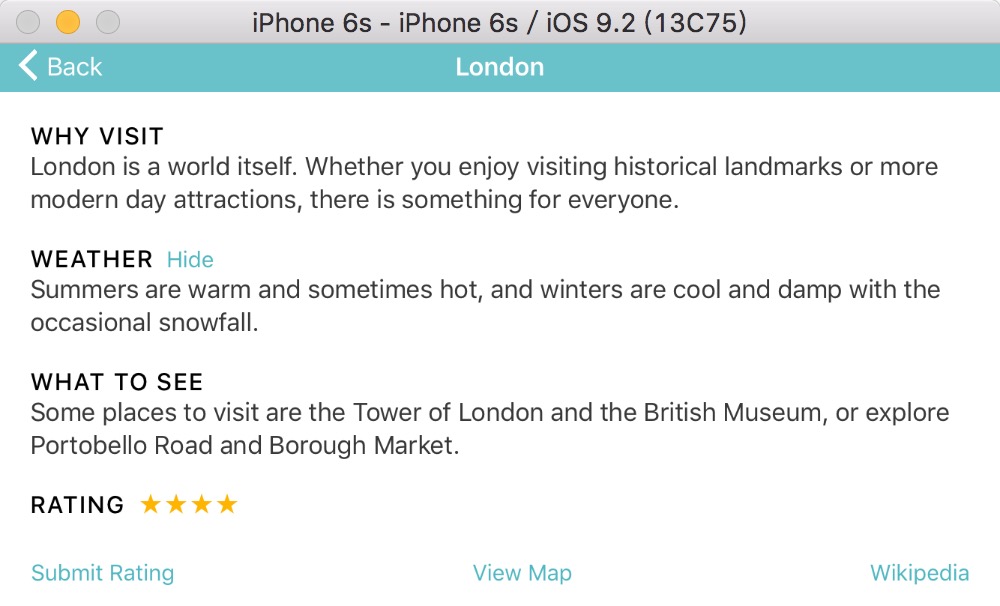 iPhone 6s - iPhone 6s / iOS 9.2 (13C75)
Back
London
WHY VISIT
London is a world itself. Whether you enjoy visiting historical landmarks or more
modern day attractions, there is something for everyone.
WEATHER Hide
Summers are warm and sometimes hot, and winters are cool and damp with the
occasional snowfall.
WHAT TO SEE
Some places to visit are the Tower of London and the British Museum, or explore
Portobello Road and Borough Market.
RATING ★★★★
Submit Rating
View Map
Wikipedia